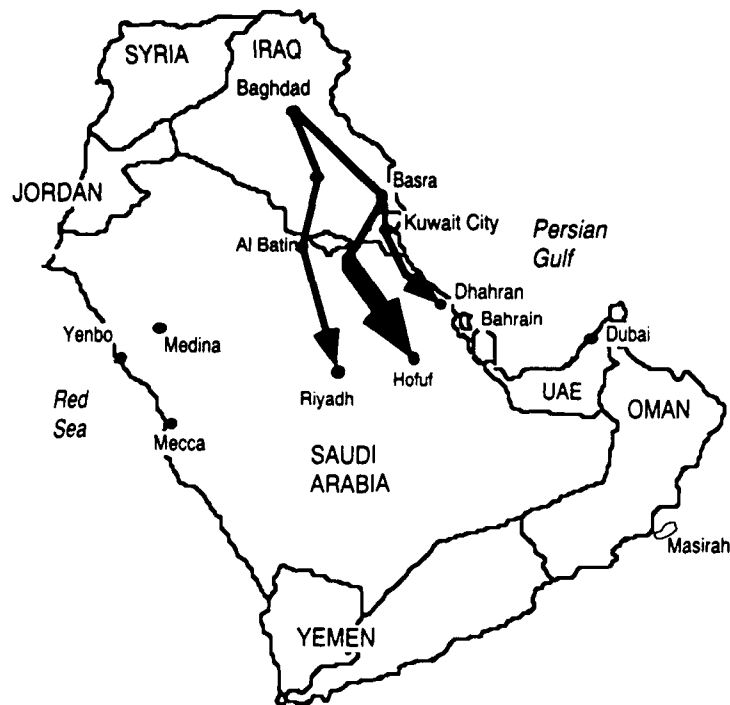 SYRIA
IRAQ
Baghdad
JORDAN
Basra
Kuwait City
Al Batin
Persian
Gulf
Dhahran
Bahrain
Yenbo
Medina
Dubai
Riyadh
Hofuf
UAE
OMAN
Red
Sea
Mecca
SAUDI
ARABIA
Masirah
YEMEN